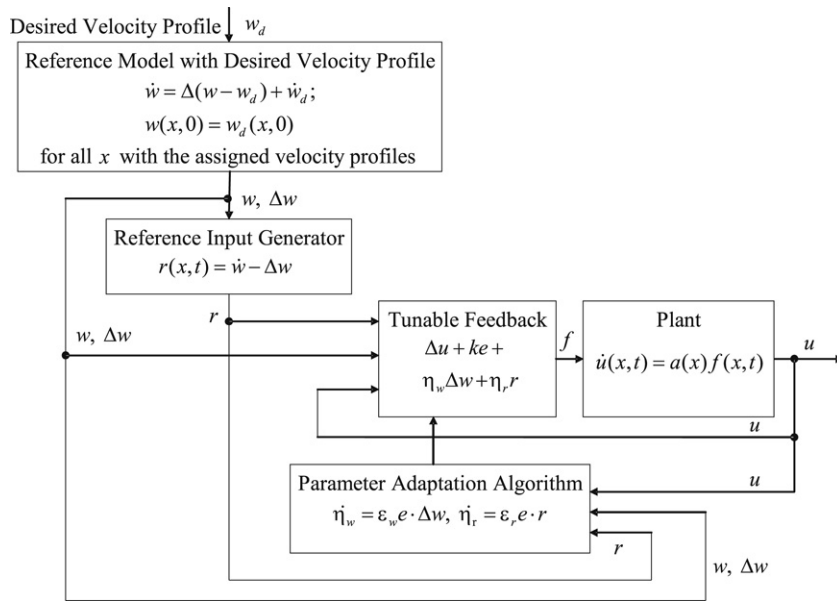 Desired Velocity Profile
w_d
Reference Model with Desired Velocity Profile
ẇ = Δ(w − w_d) + ẇ_d;
w(x,0) = w_d(x,0)
for all x with the assigned velocity profiles
w, Δw
Reference Input Generator
r(x,t) = ẇ − Δw
r
w, Δw
Tunable Feedback
Δu + ke +
η_w Δw + η_r r
f
Plant
u̇(x,t) = a(x) f(x,t)
u
u
u
Parameter Adaptation Algorithm
η̇_w = ε_w e · Δw, η̇_r = ε_r e · r
r
w, Δw